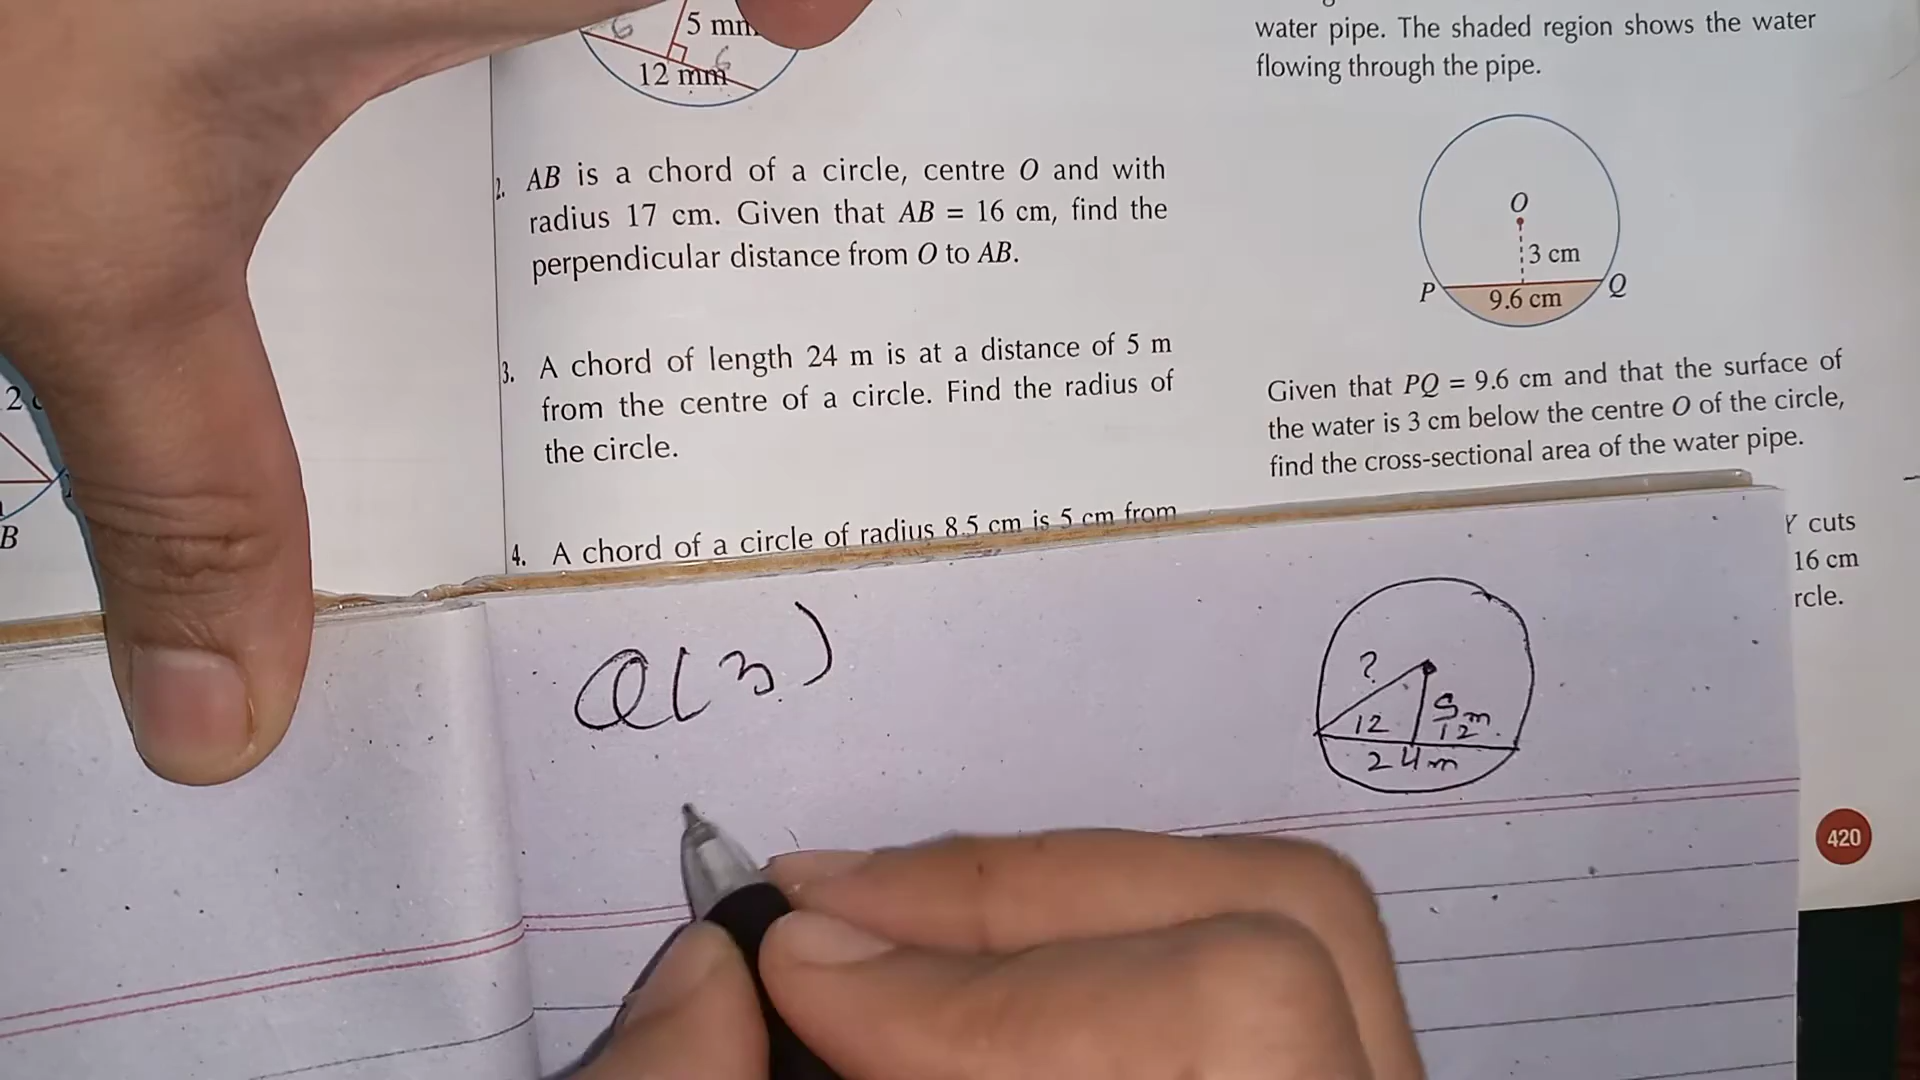 6
5 mm
6
12 mm
2. AB is a chord of a circle, centre O and with
radius 17 cm. Given that AB = 16 cm, find the
perpendicular distance from O to AB.
3. A chord of length 24 m is at a distance of 5 m
from the centre of a circle. Find the radius of
the circle.
4. A chord of a circle of radius 8.5 cm is 5 cm from
2
B
water pipe. The shaded region shows the water
flowing through the pipe.
O
3 cm
P
Q
9.6 cm
Given that PQ = 9.6 cm and that the surface of
the water is 3 cm below the centre O of the circle,
find the cross-sectional area of the water pipe.
Y cuts
16 cm
rcle.
420
Q(3)
?
5m
12
12
24m